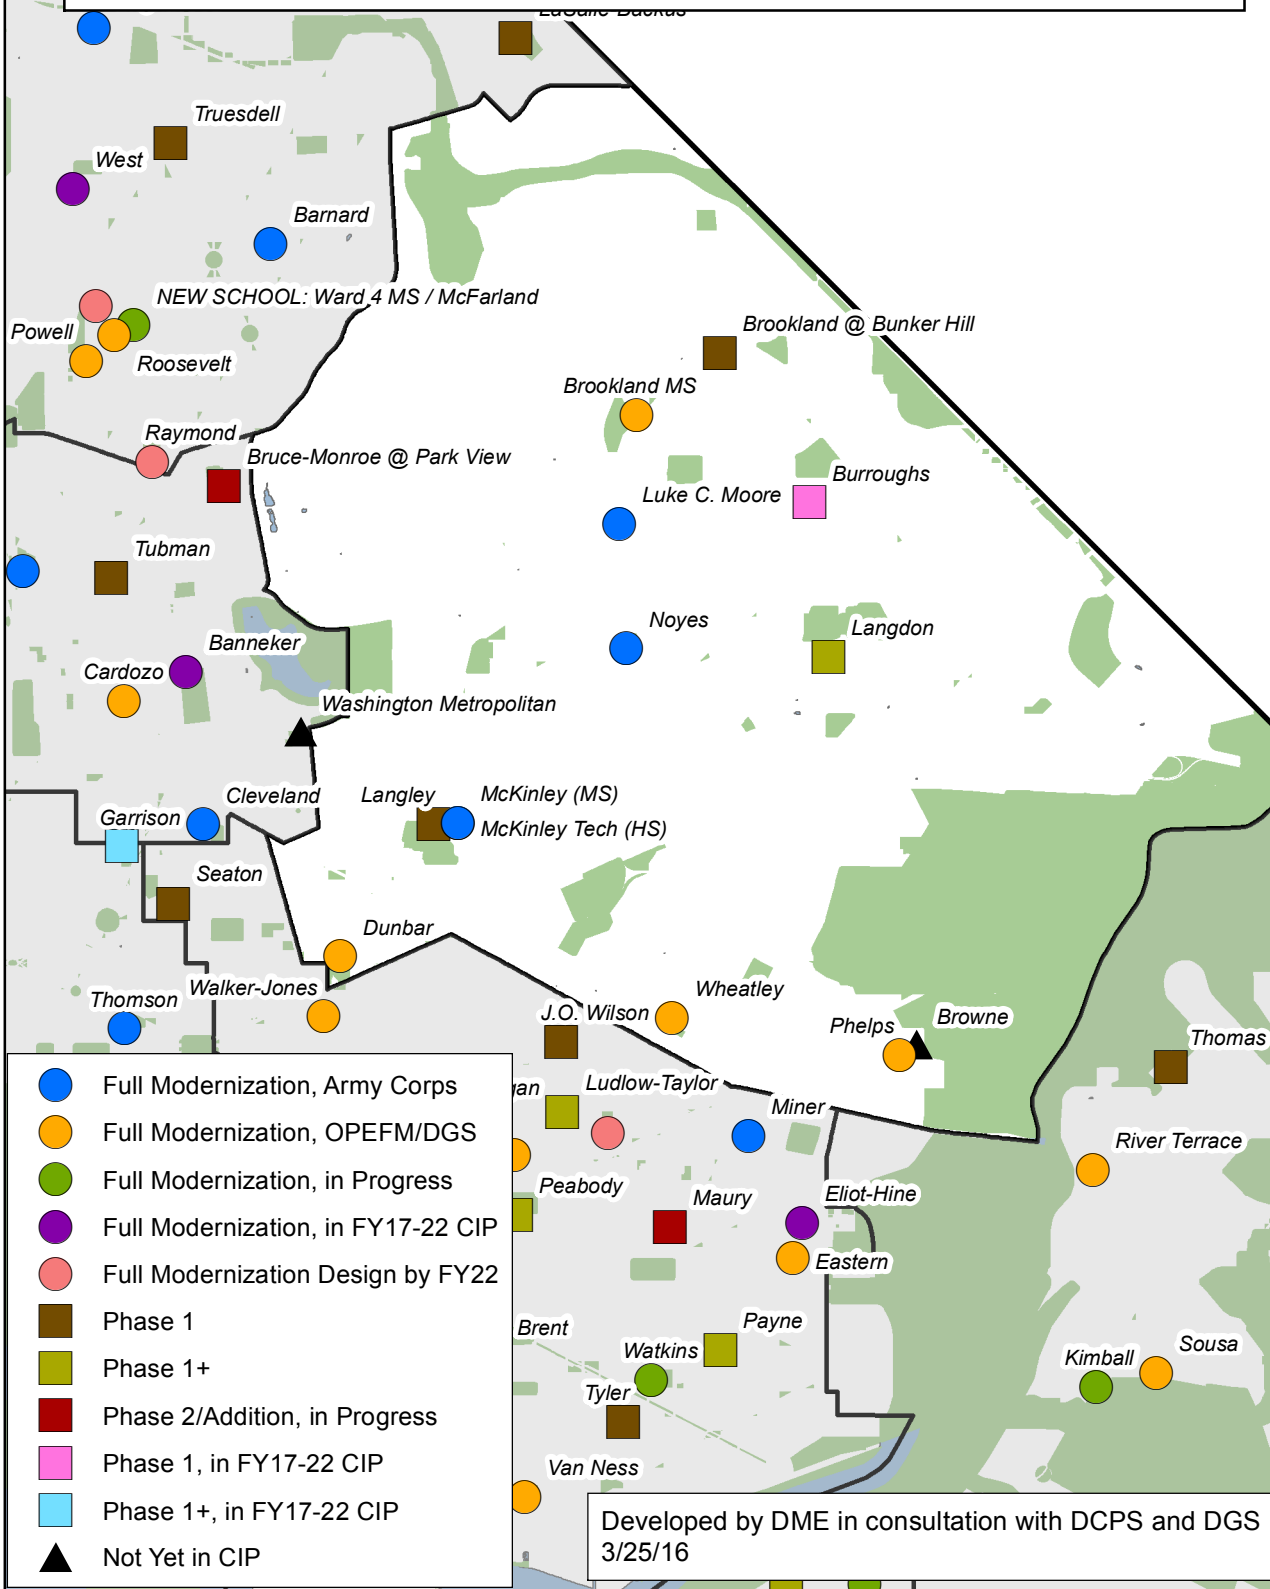 LaSalle-Backus
Truesdell
West
Barnard
NEW SCHOOL: Ward 4 MS / McFarland
Powell
Roosevelt
Brookland @ Bunker Hill
Brookland MS
Raymond
Bruce-Monroe @ Park View
Burroughs
Luke C. Moore
Tubman
Noyes
Langdon
Banneker
Cardozo
Washington Metropolitan
Cleveland
Langley
McKinley (MS)
Garrison
McKinley Tech (HS)
Seaton
Dunbar
Walker-Jones
Thomson
Wheatley
J.O. Wilson
Phelps
Browne
Thomas
Ludlow-Taylor
gan
Miner
River Terrace
Peabody
Maury
Eliot-Hine
Eastern
Brent
Payne
Watkins
Kimball
Sousa
Tyler
Van Ness
Full Modernization, Army Corps
Full Modernization, OPEFM/DGS
Full Modernization, in Progress
Full Modernization, in FY17-22 CIP
Full Modernization Design by FY22
Phase 1
Phase 1+
Phase 2/Addition, in Progress
Phase 1, in FY17-22 CIP
Phase 1+, in FY17-22 CIP
Not Yet in CIP
Developed by DME in consultation with DCPS and DGS
3/25/16